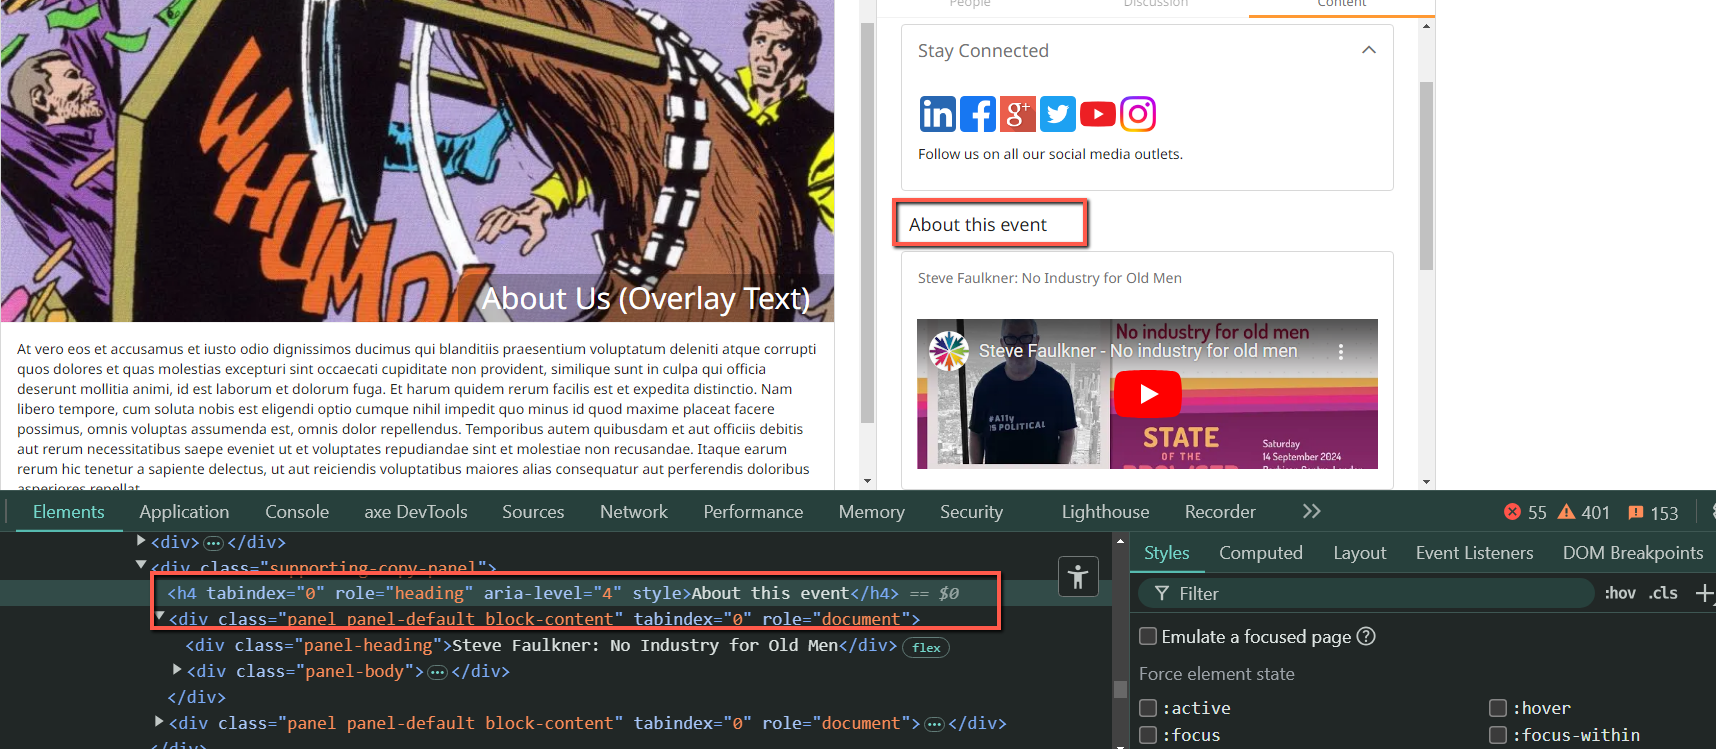 People
Discussion
Content
Stay Connected
in
f
g+
Follow us on all our social media outlets.
WHUMP!
About Us (Overlay Text)
About this event
Steve Faulkner: No Industry for Old Men
No industry for old men
Steve Faulkner - No industry for old men
#A11y
IS POLITICAL
STATE
OF THE
BROWSER
Saturday
14 September 2024
Barbican Centre, London
At vero eos et accusamus et iusto odio dignissimos ducimus qui blanditiis praesentium voluptatum deleniti atque corrupti
quos dolores et quas molestias excepturi sint occaecati cupiditate non provident, similique sunt in culpa qui officia
deserunt mollitia animi, id est laborum et dolorum fuga. Et harum quidem rerum facilis est et expedita distinctio. Nam
libero tempore, cum soluta nobis est eligendi optio cumque nihil impedit quo minus id quod maxime placeat facere
possimus, omnis voluptas assumenda est, omnis dolor repellendus. Temporibus autem quibusdam et aut officiis debitis
aut rerum necessitatibus saepe eveniet ut et voluptates repudiandae sint et molestiae non recusandae. Itaque earum
rerum hic tenetur a sapiente delectus, ut aut reiciendis voluptatibus maiores alias consequatur aut perferendis doloribus
asperiores repellat
Elements Application Console axe DevTools Sources Network Performance Memory Security Lighthouse Recorder 55 401 153
<div>…</div>
<div class="supporting-copy-panel">
<h4 tabindex="0" role="heading" aria-level="4" style>About this event</h4> == $0
<div class="panel panel-default block-content" tabindex="0" role="document">
<div class="panel-heading">Steve Faulkner: No Industry for Old Men</div> flex
<div class="panel-body">…</div>
</div>
<div class="panel panel-default block-content" tabindex="0" role="document">…</div>
</div>
Styles Computed Layout Event Listeners DOM Breakpoints
Filter :hov .cls +
Emulate a focused page ?
Force element state
:active :hover
:focus :focus-within